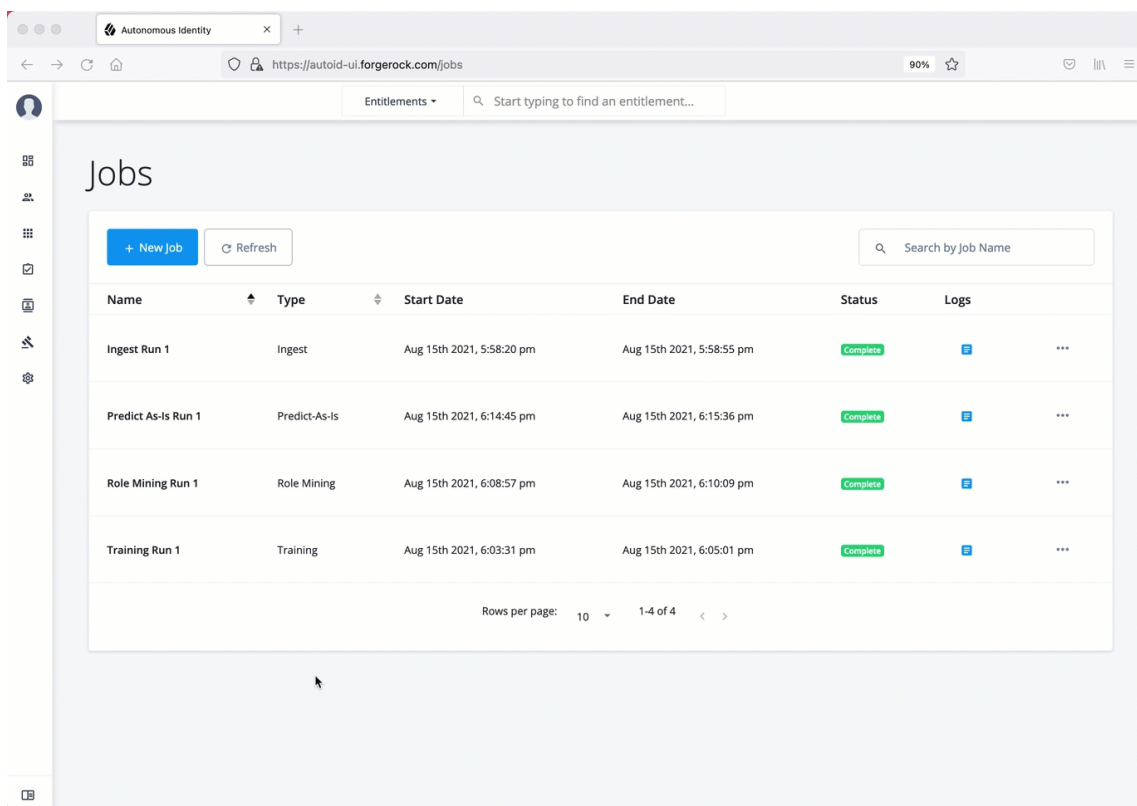 Autonomous Identity
https://autoid-ui.forgerock.com/jobs 90%
Entitlements Start typing to find an entitlement...
Jobs
+ New Job Refresh Search by Job Name
Name Type Start Date End Date Status Logs
Ingest Run 1 Ingest Aug 15th 2021, 5:58:20 pm Aug 15th 2021, 5:58:55 pm Complete
Predict As-Is Run 1 Predict-As-Is Aug 15th 2021, 6:14:45 pm Aug 15th 2021, 6:15:36 pm Complete
Role Mining Run 1 Role Mining Aug 15th 2021, 6:08:57 pm Aug 15th 2021, 6:10:09 pm Complete
Training Run 1 Training Aug 15th 2021, 6:03:31 pm Aug 15th 2021, 6:05:01 pm Complete
Rows per page: 10 1-4 of 4